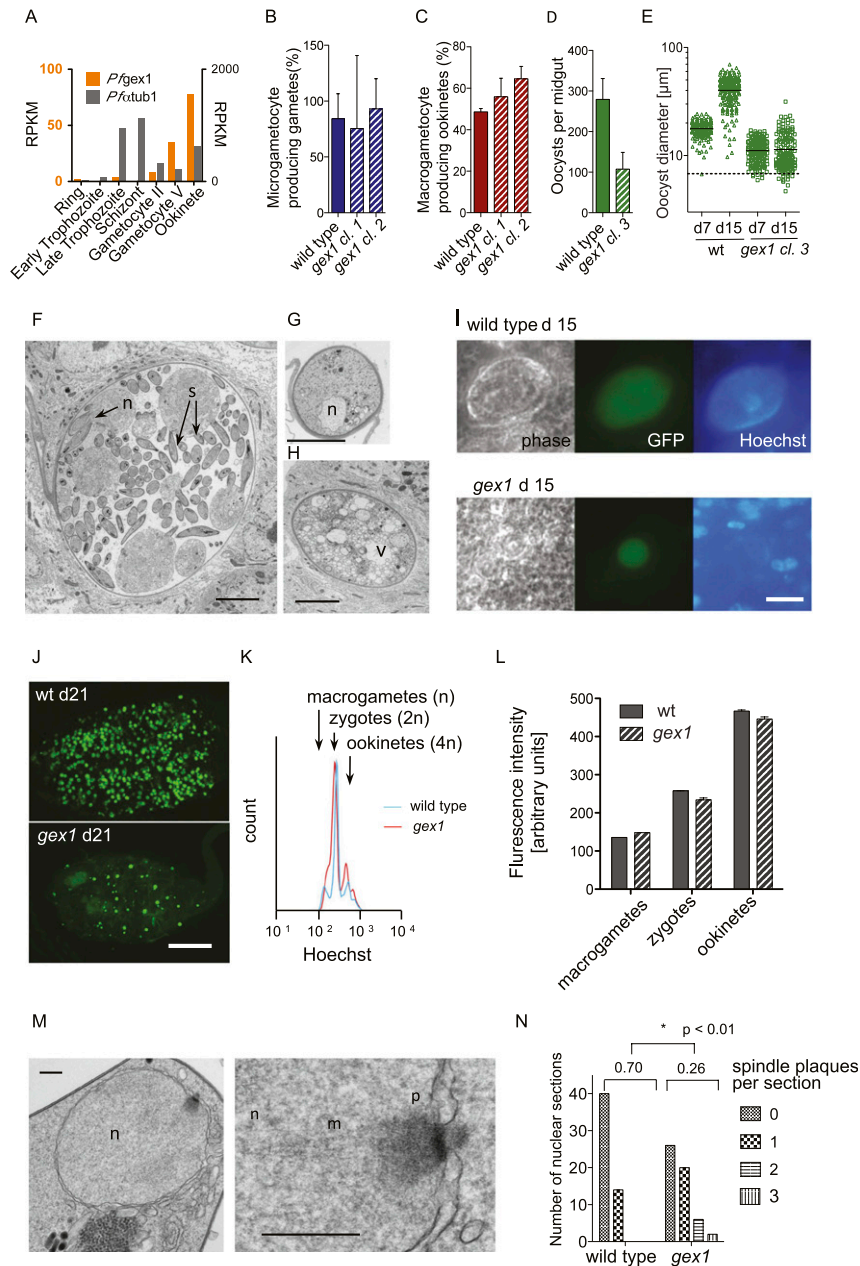 A
Pfgex1
Pfαtub1
100
50
0
RPKM
2000
0
RPKM
Ring
Early Trophozoite
Late Trophozoite
Schizont
Gametocyte II
Gametocyte V
Ookinete
B
Microgametocyte
producing gametes(%)
150
100
50
0
wild type
gex1 cl. 1
gex1 cl. 2
C
Macrogametocyte
producing ookinetes (%)
80
60
40
20
0
wild type
gex1 cl. 1
gex1 cl. 2
D
Oocysts per midgut
400
300
200
100
0
wild type
gex1 cl. 3
E
Oocyst diameter [µm]
100
10
d7 d15 d7 d15
wt gex1 cl. 3
F
n
s
G
n
H
v
I
wild type d 15
phase
GFP
Hoechst
gex1 d 15
J
wt d21
gex1 d21
K
macrogametes (n)
zygotes (2n)
ookinetes (4n)
count
wild type
gex1
10 1 10 2 10 3 10 4
Hoechst
L
Flurescence intensity
[arbitrary units]
500
400
300
200
100
0
wt
gex1
macrogametes
zygotes
ookinetes
M
n
n
m
p
N
* p < 0.01
0.70 0.26
spindle plaques
per section
0
1
2
3
Number of nuclear sections
40
20
0
wild type gex1